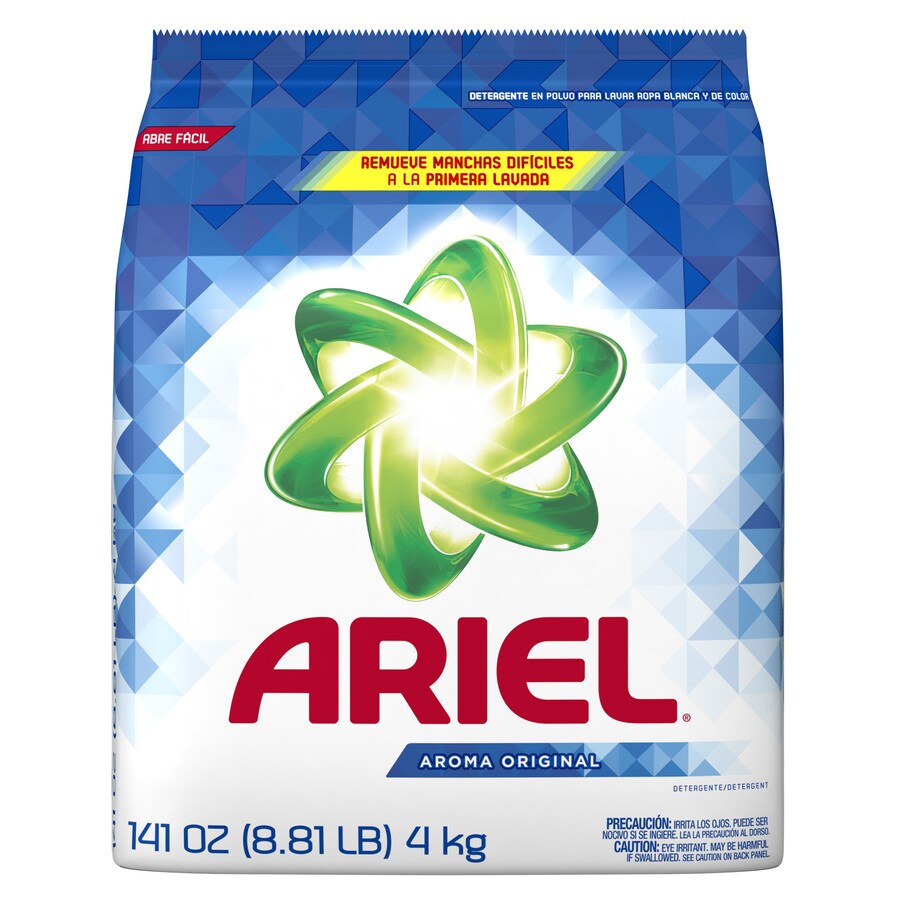 DETERGENTE EN POLVO PARA LAVAR ROPA BLANCA Y DE COLOR
ABRE FÁCIL
REMUEVE MANCHAS DIFÍCILES
A LA PRIMERA LAVADA
ARIEL®
AROMA ORIGINAL
DETERGENTE/DETERGENT
141 OZ (8.81 LB) 4 kg
PRECAUCIÓN: IRRITA LOS OJOS. PUEDE SER
NOCIVO SI SE INGIERE. LEA LA PRECAUCIÓN AL DORSO.
CAUTION: EYE IRRITANT. MAY BE HARMFUL
IF SWALLOWED. SEE CAUTION ON BACK PANEL.